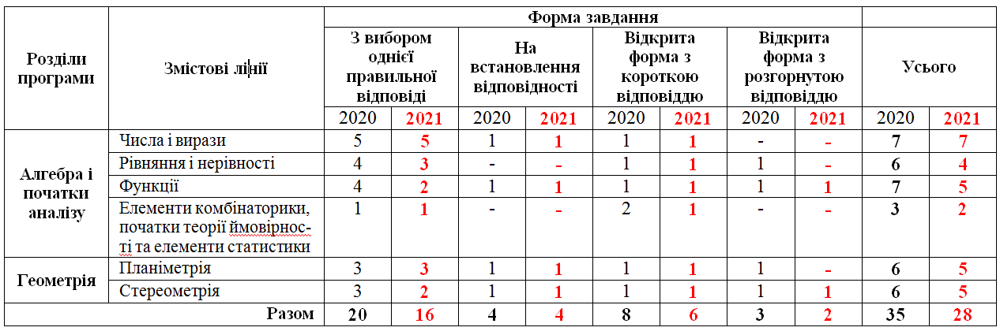 Розділи програми
Змістові лінії
Форма завдання
З вибором однієї правильної відповіді
На встановлення відповідності
Відкрита форма з короткою відповіддю
Відкрита форма з розгорнутою відповіддю
Усього
2020 2021 2020 2021 2020 2021 2020 2021 2020 2021
Алгебра і початки аналізу
Числа і вирази 5 5 1 1 1 1 - - 7 7
Рівняння і нерівності 4 3 - - 1 1 1 - 6 4
Функції 4 2 1 1 1 1 1 1 7 5
Елементи комбінаторики, 1 1 - - 2 1 - - 3 2
початки теорії ймовірнос-
ті та елементи статистики
Геометрія
Планіметрія 3 3 1 1 1 1 1 - 6 5
Стереометрія 3 2 1 1 1 1 1 1 6 5
Разом 20 16 4 4 8 6 3 2 35 28